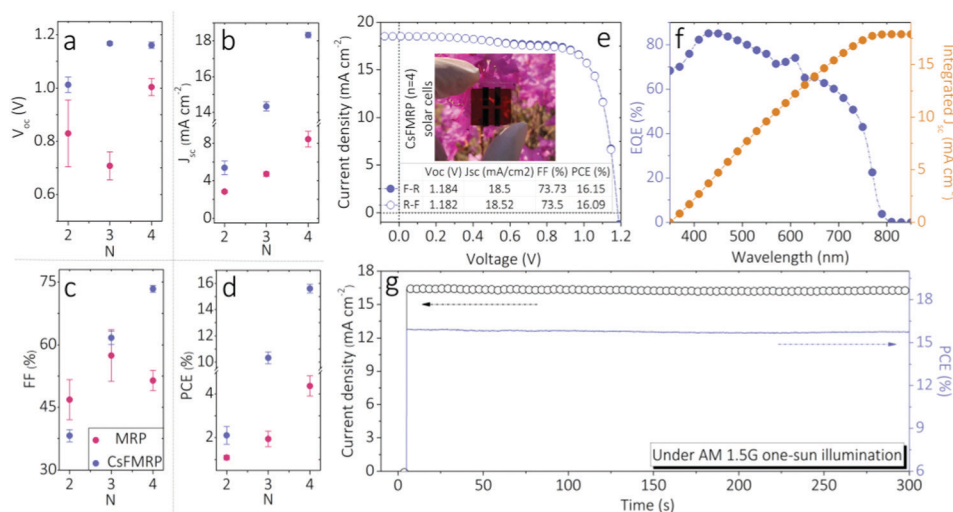 a
1.2
1.0
0.8
0.6
V_oc (V)
2 3 4
N
b
18
16
14
8
6
4
2
0
J_sc (mA cm⁻²)
2 3 4
N
c
75
60
45
30
FF (%)
MRP
CsFMRP
2 3 4
N
d
16
14
12
10
4
2
PCE (%)
2 3 4
N
e
25
20
15
10
5
0
Current density (mA cm⁻²)
CsFMRP (n=4)
solar cells
Voc (V) Jsc (mA/cm2) FF (%) PCE (%)
F-R 1.184 18.5 73.73 16.15
R-F 1.182 18.52 73.5 16.09
0.0 0.2 0.4 0.6 0.8 1.0 1.2
Voltage (V)
f
80
60
40
20
0
EQE (%)
15
12
9
6
3
0
Integrated J_sc (mA cm⁻²)
400 500 600 700 800
Wavelength (nm)
g
18
15
12
9
6
3
0
Current density (mA cm⁻²)
18
15
12
9
6
PCE (%)
Under AM 1.5G one-sun illumination
0 50 100 150 200 250 300
Time (s)